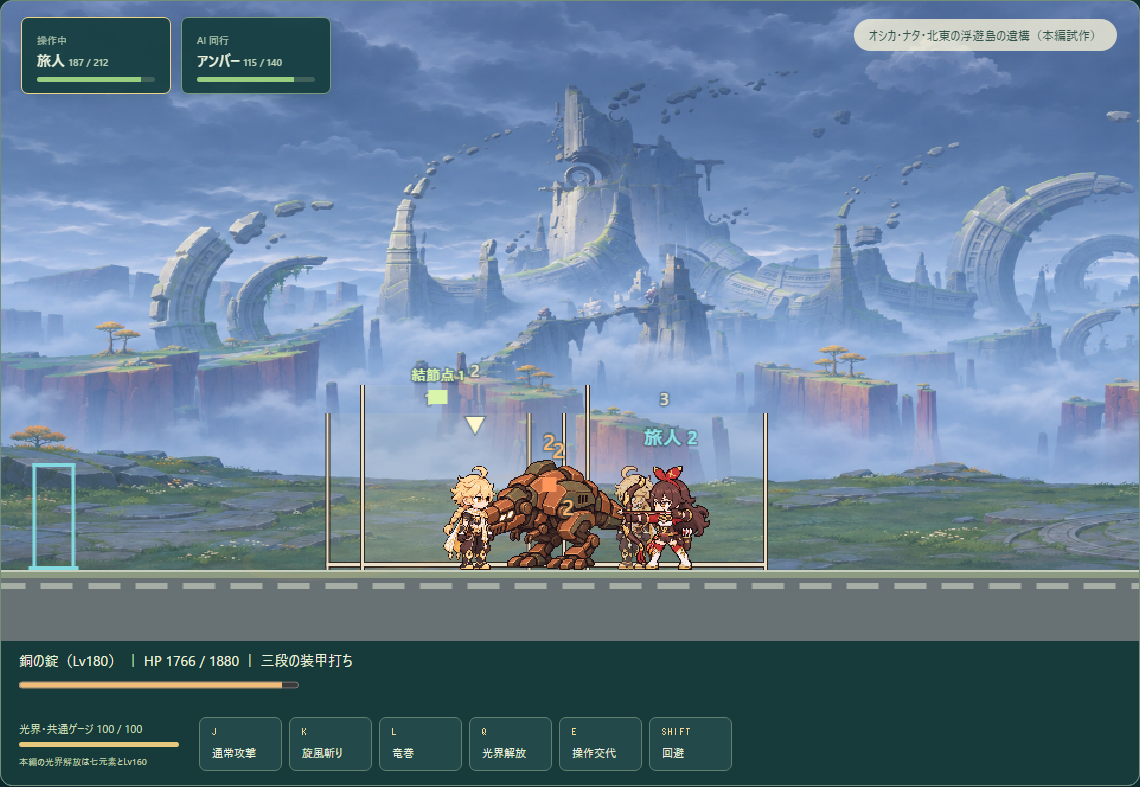 操作中
旅人 187 / 212
AI 同行
アンバー 115 / 140
オシカ・ナタ・北東の浮遊島の遺構（本編試作）
結節点 1
2
3
旅人 2
2
2
2
銅の錠（Lv180） | HP 1766 / 1880 | 三段の装甲打ち
光界・共通ゲージ 100 / 100
本編の光界解放は七元素とLv160
J
通常攻撃
K
旋風斬り
L
竜巻
Q
光界解放
E
操作交代
SHIFT
回避